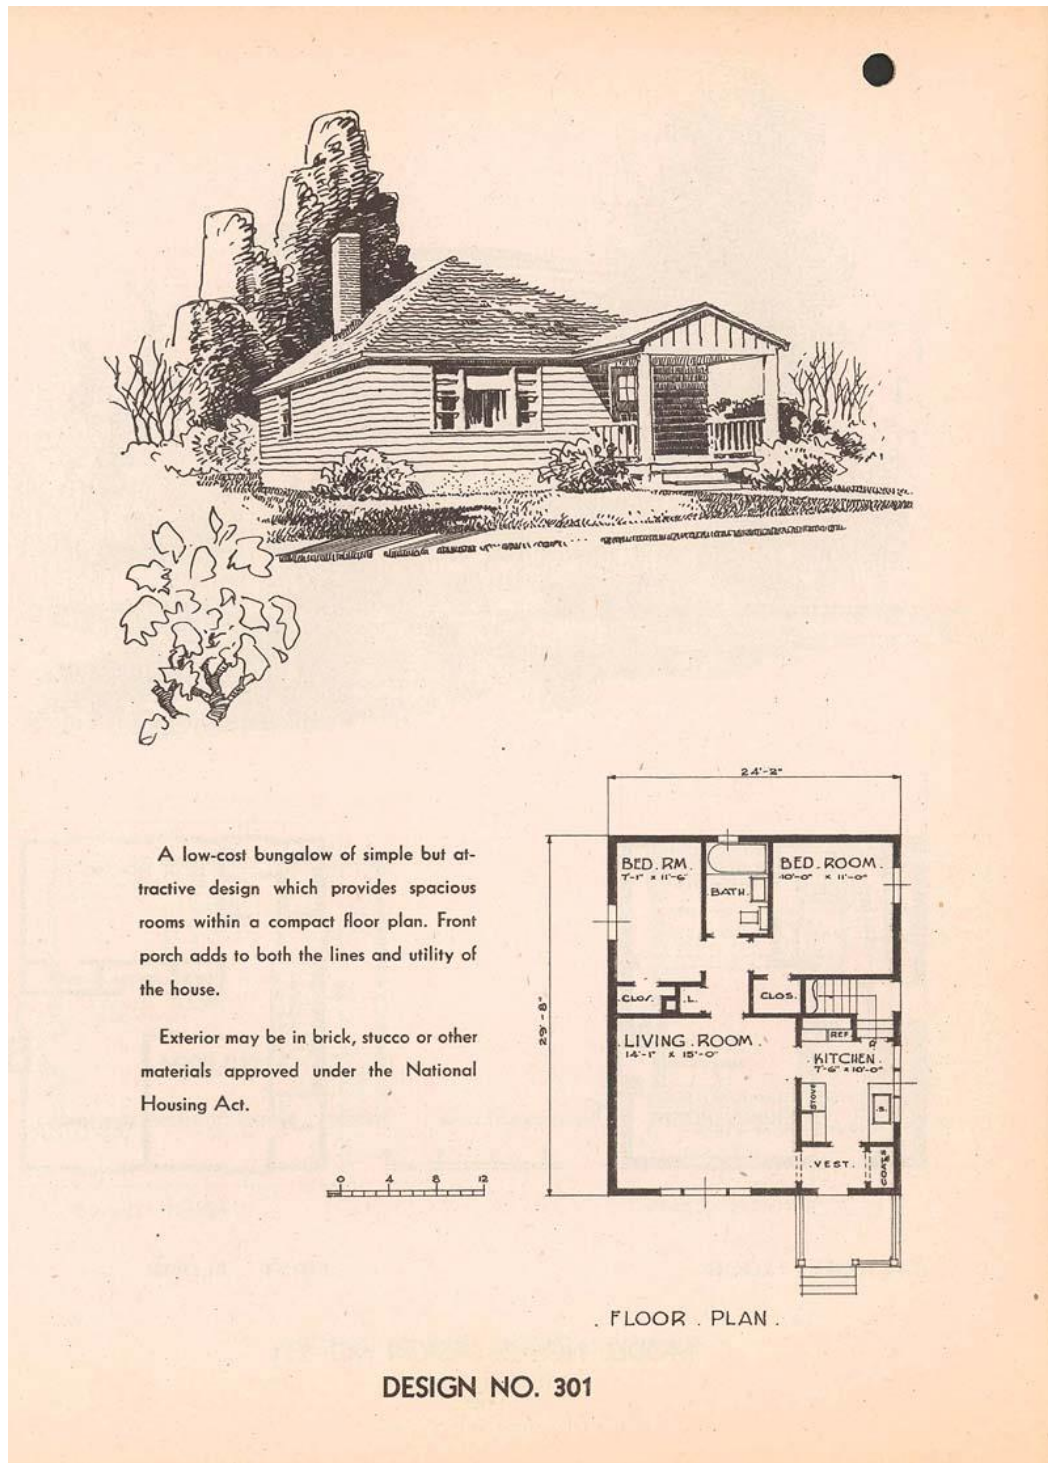 A low-cost bungalow of simple but at-
tractive design which provides spacious
rooms within a compact floor plan. Front
porch adds to both the lines and utility of
the house.
Exterior may be in brick, stucco or other
materials approved under the National
Housing Act.
0 4 8 12
24'-2"
29'-8"
BED. RM.
7'-1" x 11'-6"
BATH.
BED. ROOM.
10'-0" x 11'-0"
CLOS.
L.
CLOS.
LIVING. ROOM.
14'-1" x 15'-0"
REF.
KITCHEN.
7'-6" x 10'-0"
STOVE
S
VEST.
COATS
. FLOOR . PLAN .
DESIGN NO. 301